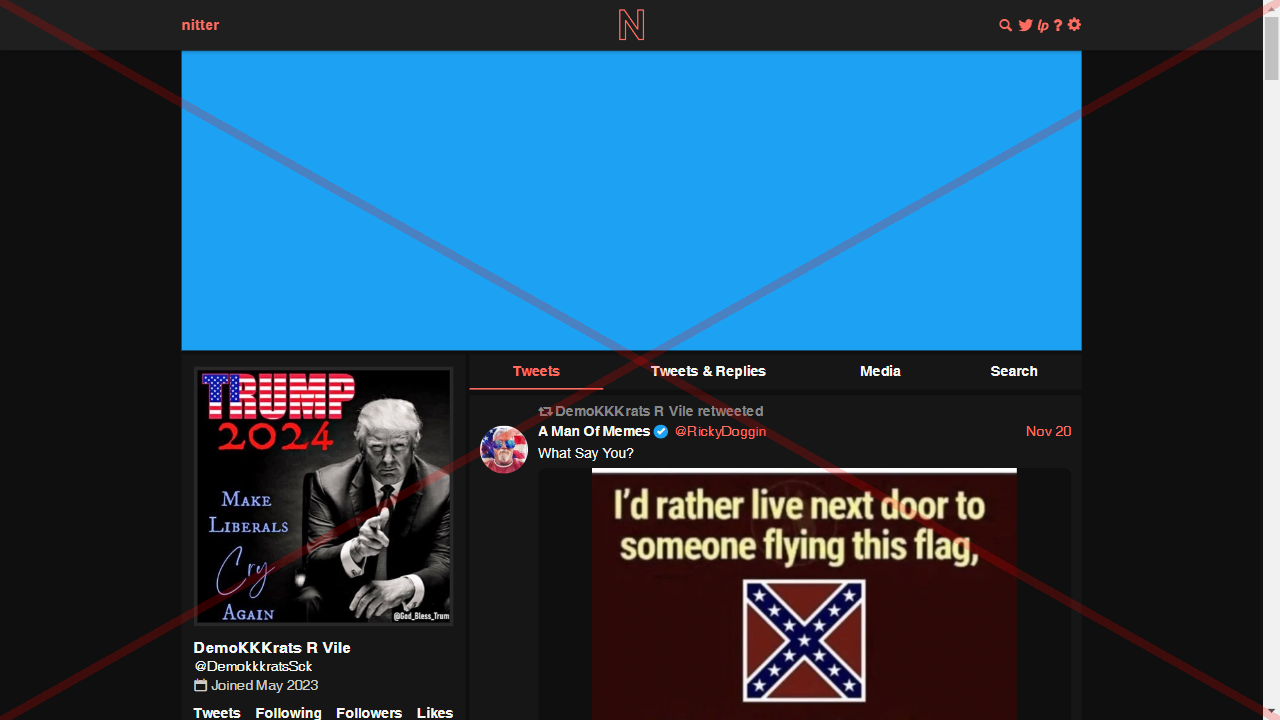 nitter
N
lp ?
TRUMP
2024
MAKE
LIBERALS
Cry
AGAIN
@God_Bless_Trum
DemoKKKrats R Vile
@DemokkkratsSck
Joined May 2023
Tweets Following Followers Likes
Tweets Tweets & Replies Media Search
DemoKKKrats R Vile retweeted
A Man Of Memes @RickyDoggin Nov 20
What Say You?
I'd rather live next door to
someone flying this flag,